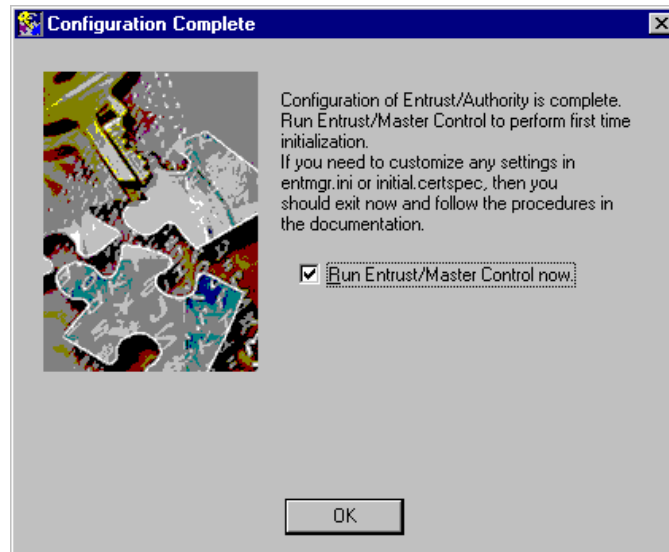 Configuration Complete
Configuration of Entrust/Authority is complete.
Run Entrust/Master Control to perform first time
initialization.
If you need to customize any settings in
entmgr.ini or initial.certspec, then you
should exit now and follow the procedures in
the documentation.
Run Entrust/Master Control now.
OK